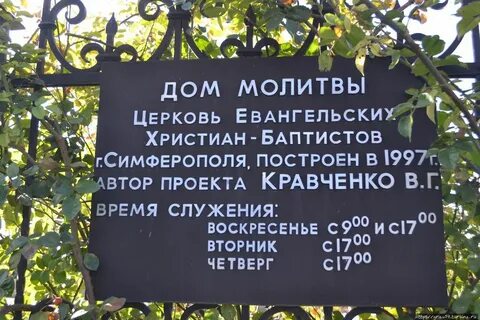 ДОМ МОЛИТВЫ
Церковь Евангельских
Христиан-Баптистов
г.Симферополя, построен в 1997г.
автор проекта Кравченко В.Г.
время служения:
воскресенье с 9⁰⁰ и с 17⁰⁰
вторник с 17⁰⁰
четверг с 17⁰⁰